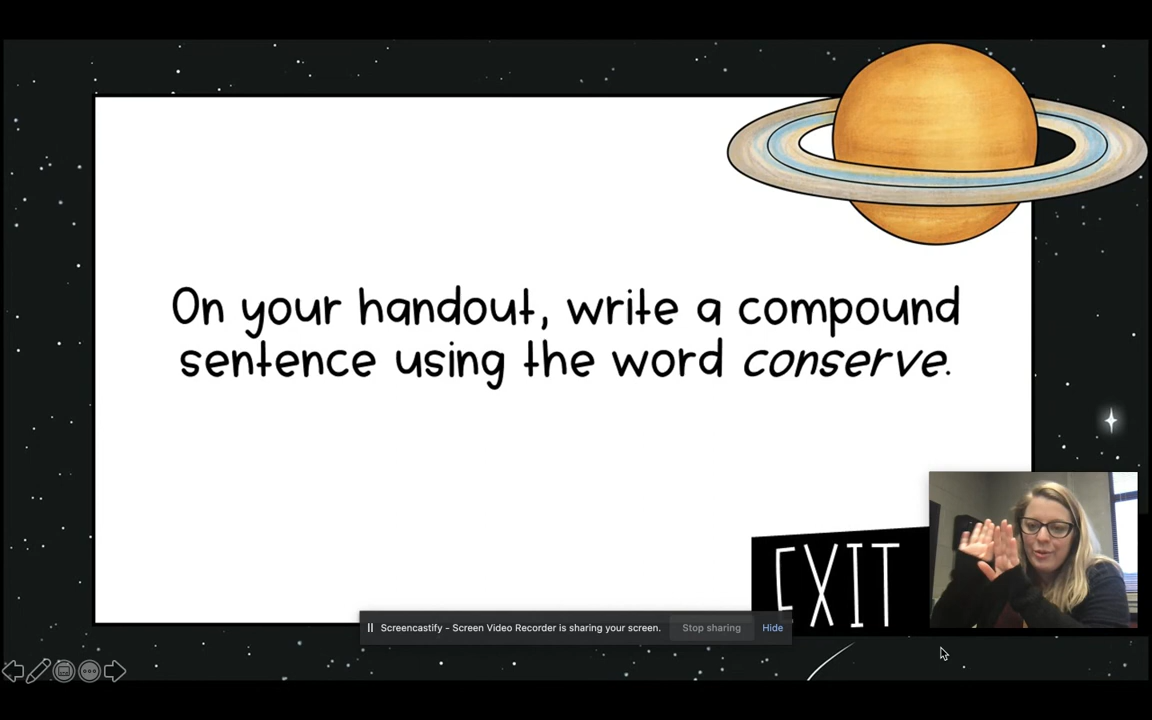 On your handout, write a compound
sentence using the word conserve.
EXIT
Screencastify - Screen Video Recorder is sharing your screen.
Stop sharing
Hide